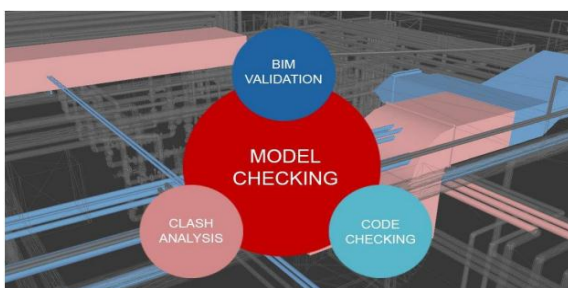 BIM
VALIDATION
MODEL
CHECKING
CLASH
ANALYSIS
CODE
CHECKING